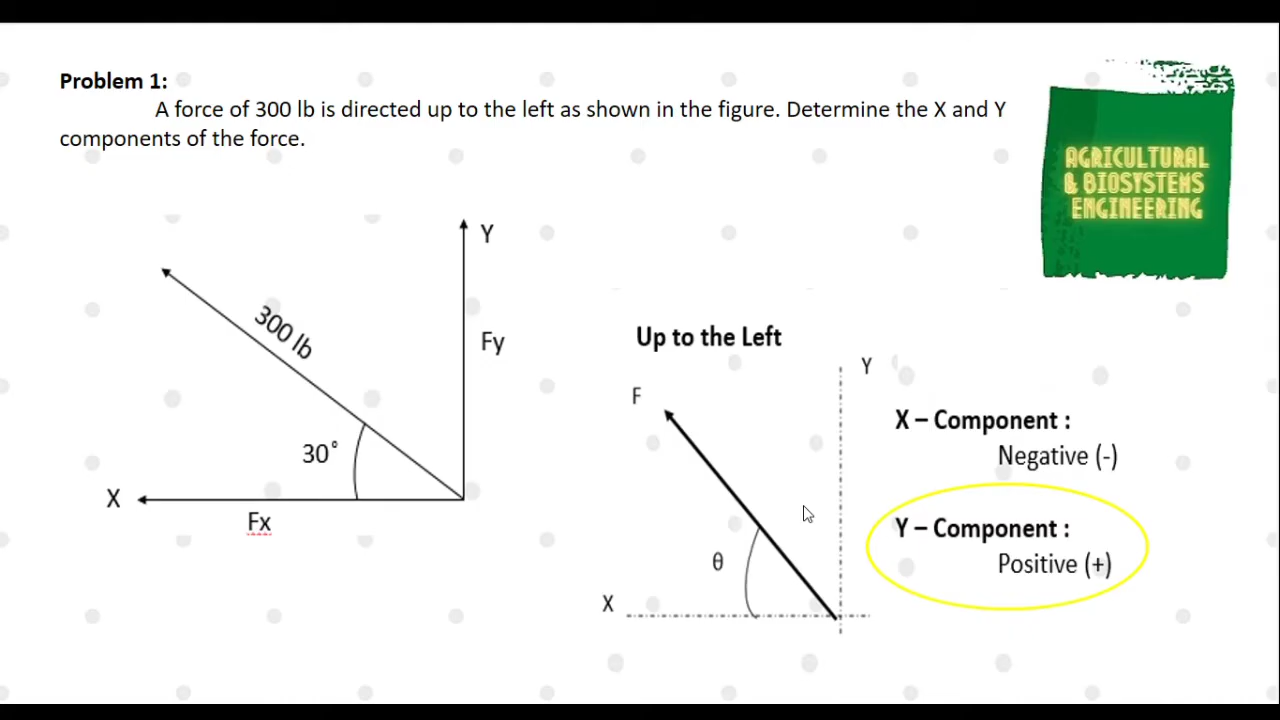 Problem 1:
A force of 300 lb is directed up to the left as shown in the figure. Determine the X and Y
components of the force.
AGRICULTURAL
& BIOSYSTEMS
ENGINEERING
Y
300 lb
Fy
30°
X
Fx
Up to the Left
Y
F
X – Component :
Negative (-)
Y – Component :
Positive (+)
θ
X